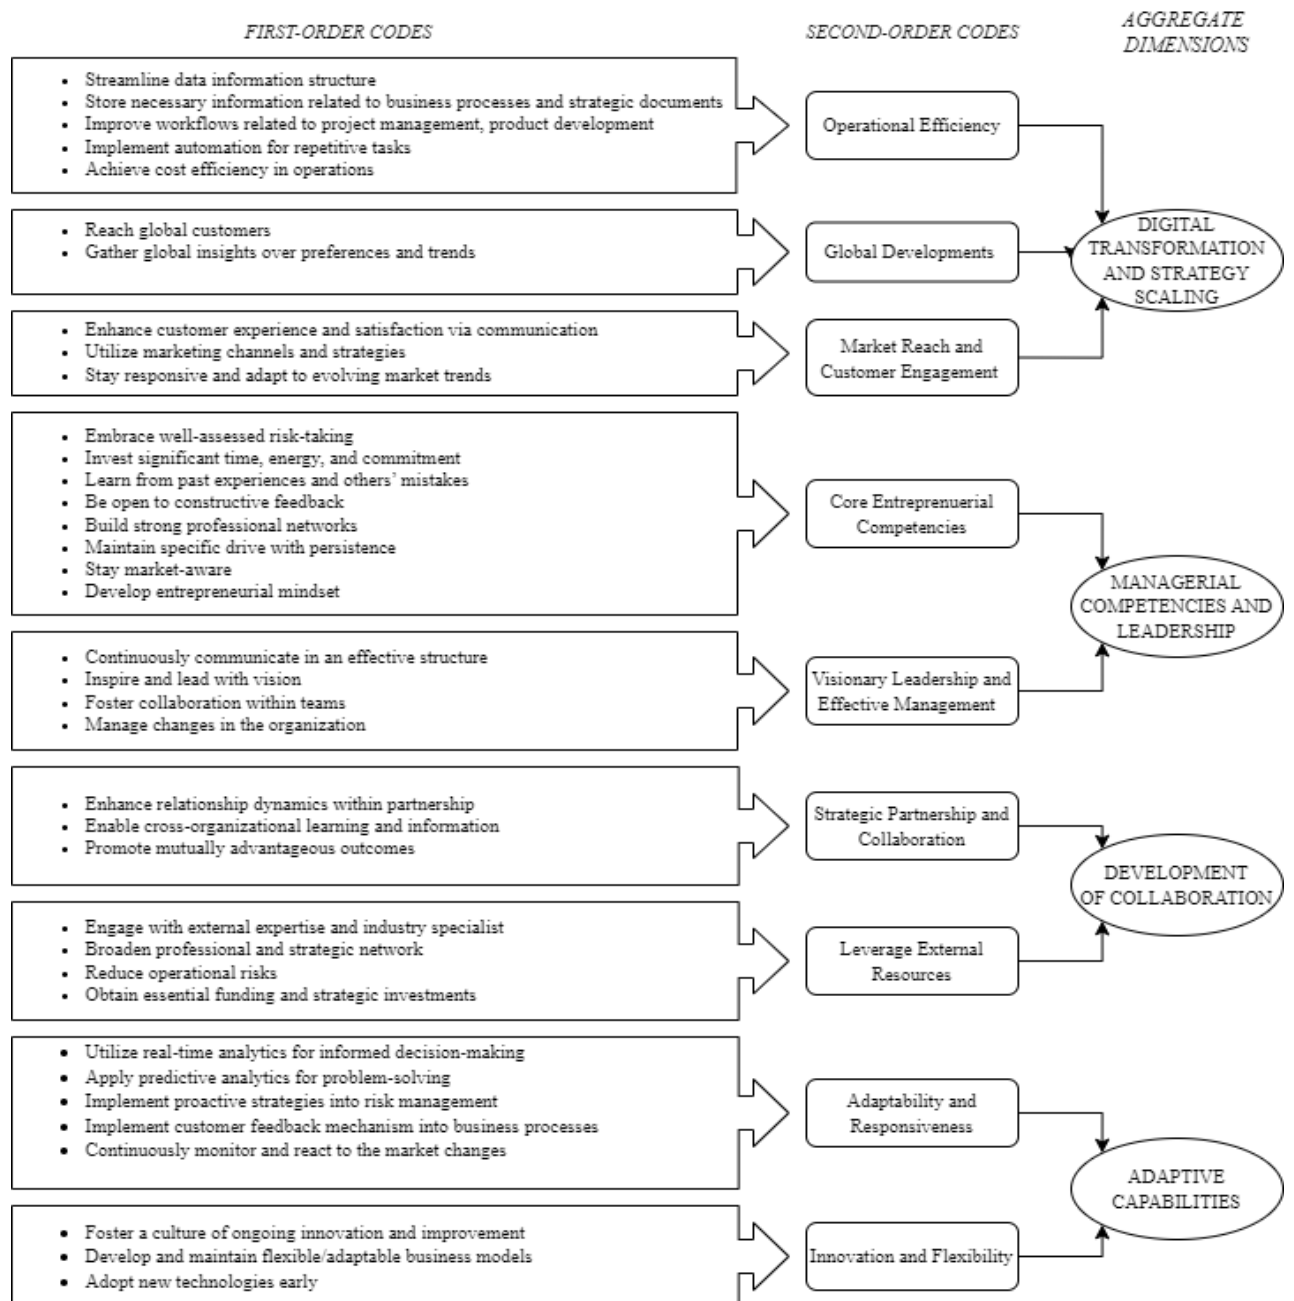 FIRST-ORDER CODES
SECOND-ORDER CODES
AGGREGATE
DIMENSIONS
• Streamline data information structure
• Store necessary information related to business processes and strategic documents
• Improve workflows related to project management, product development
• Implement automation for repetitive tasks
• Achieve cost efficiency in operations
Operational Efficiency
• Reach global customers
• Gather global insights over preferences and trends
Global Developments
DIGITAL
TRANSFORMATION
AND STRATEGY
SCALING
• Enhance customer experience and satisfaction via communication
• Utilize marketing channels and strategies
• Stay responsive and adapt to evolving market trends
Market Reach and
Customer Engagement
• Embrace well-assessed risk-taking
• Invest significant time, energy, and commitment
• Learn from past experiences and others’ mistakes
• Be open to constructive feedback
• Build strong professional networks
• Maintain specific drive with persistence
• Stay market-aware
• Develop entrepreneurial mindset
Core Entreprenuerial
Competencies
MANAGERIAL
COMPETENCIES AND
LEADERSHIP
• Continuously communicate in an effective structure
• Inspire and lead with vision
• Foster collaboration within teams
• Manage changes in the organization
Visionary Leadership and
Effective Management
• Enhance relationship dynamics within partnership
• Enable cross-organizational learning and information
• Promote mutually advantageous outcomes
Strategic Partnership and
Collaboration
DEVELOPMENT
OF COLLABORATION
• Engage with external expertise and industry specialist
• Broaden professional and strategic network
• Reduce operational risks
• Obtain essential funding and strategic investments
Leverage External
Resources
• Utilize real-time analytics for informed decision-making
• Apply predictive analytics for problem-solving
• Implement proactive strategies into risk management
• Implement customer feedback mechanism into business processes
• Continuously monitor and react to the market changes
Adaptability and
Responsiveness
ADAPTIVE
CAPABILITIES
• Foster a culture of ongoing innovation and improvement
• Develop and maintain flexible/adaptable business models
• Adopt new technologies early
Innovation and Flexibility